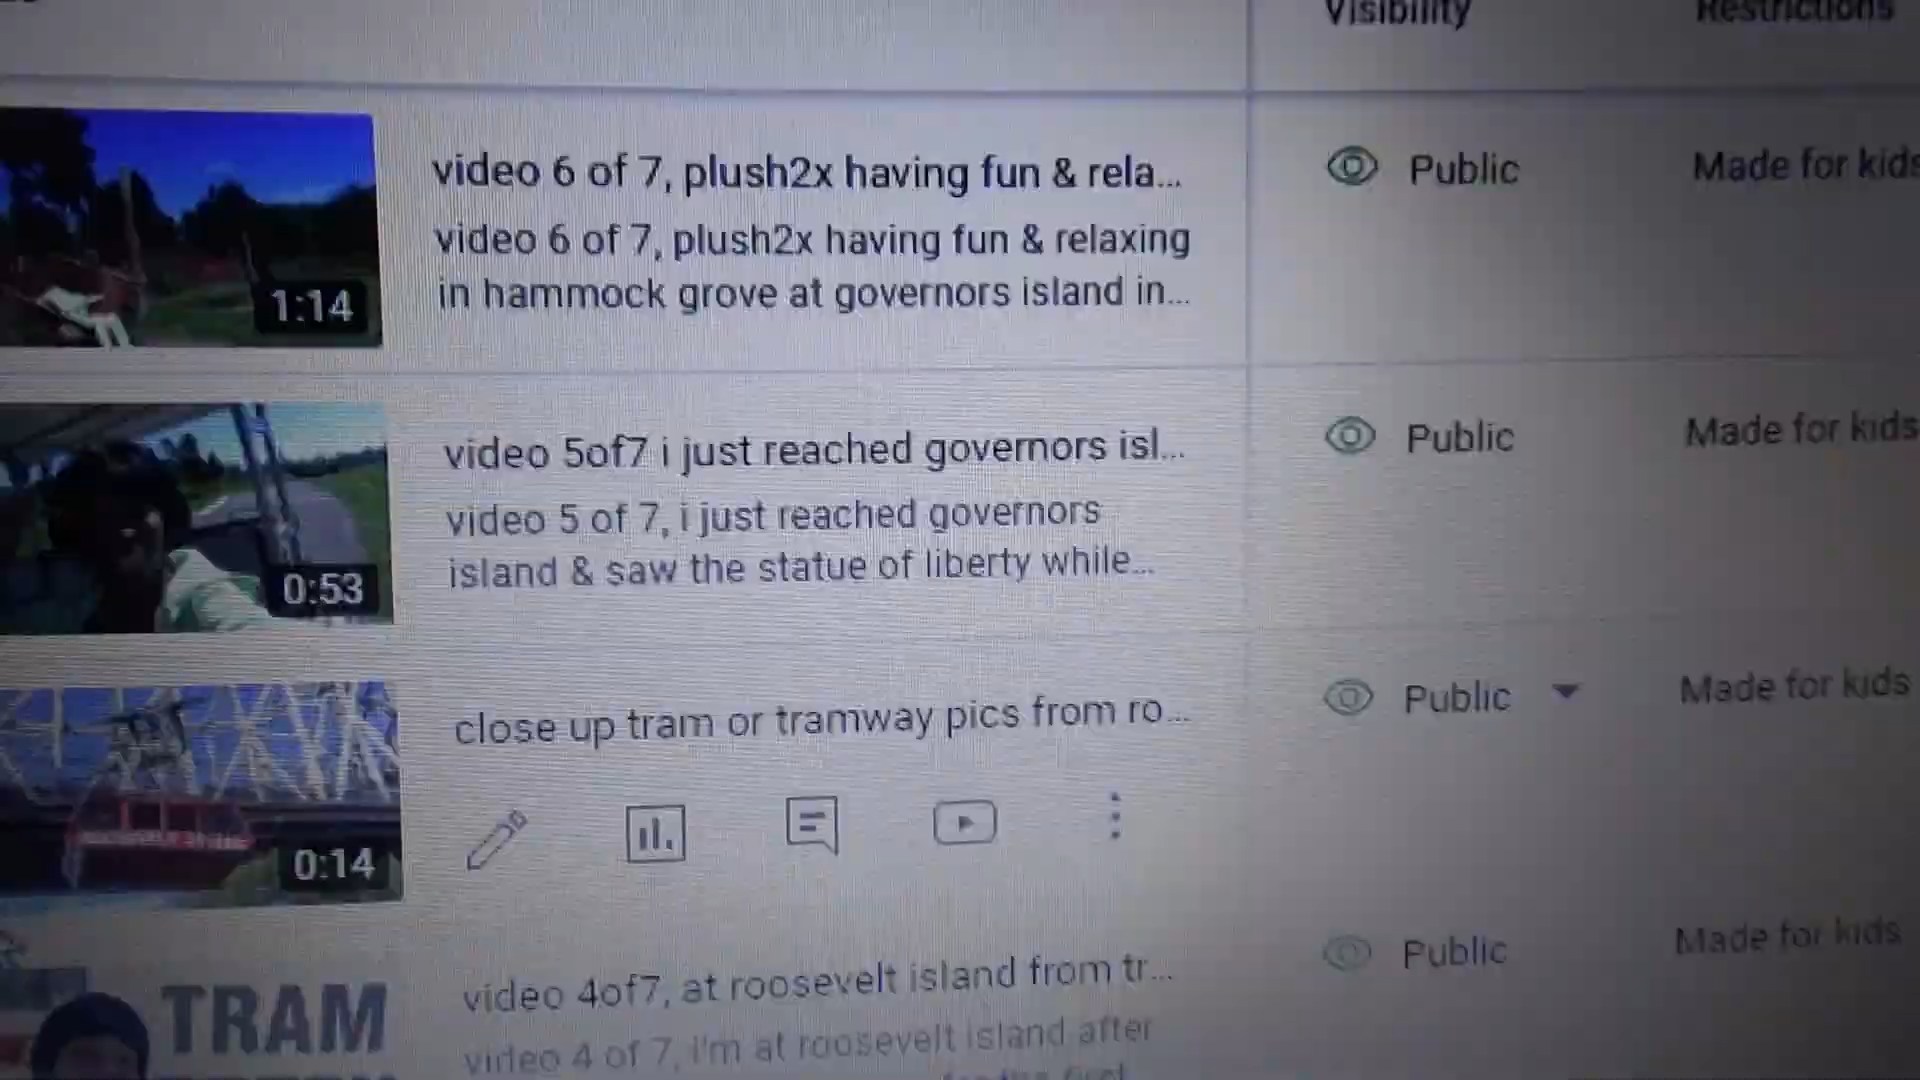 Visibility Restrictions
video 6 of 7, plush2x having fun & rela... Public Made for kids
video 6 of 7, plush2x having fun & relaxing
in hammock grove at governors island in...
1:14
video 5of7 i just reached governors isl... Public Made for kids
video 5 of 7, i just reached governors
island & saw the statue of liberty while...
0:53
close up tram or tramway pics from ro... Public Made for kids
0:14
video 4of7, at roosevelt island from tr... Public Made for kids
TRAM
video 4 of 7, i'm at roosevelt island after